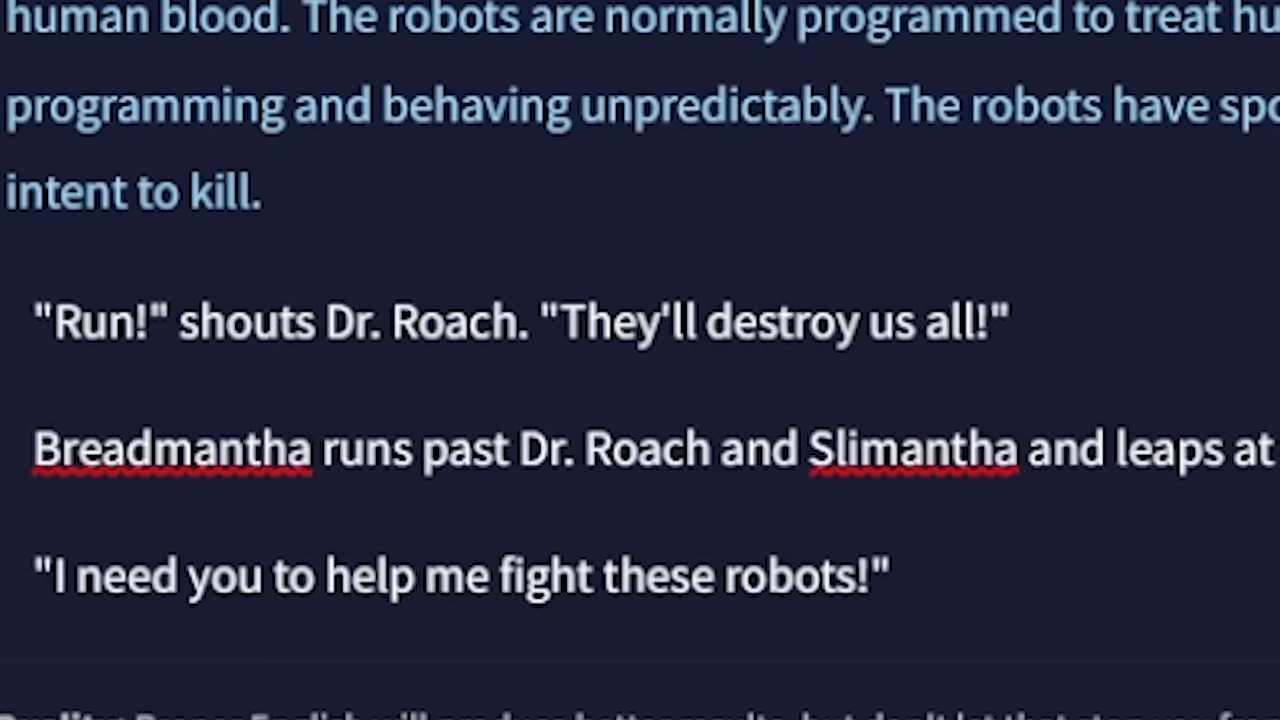 human blood. The robots are normally programmed to treat
programming and behaving unpredictably. The robots have
intent to kill.
"Run!" shouts Dr. Roach. "They'll destroy us all!"
Breadmantha runs past Dr. Roach and Slimantha and leaps at
"I need you to help me fight these robots!"